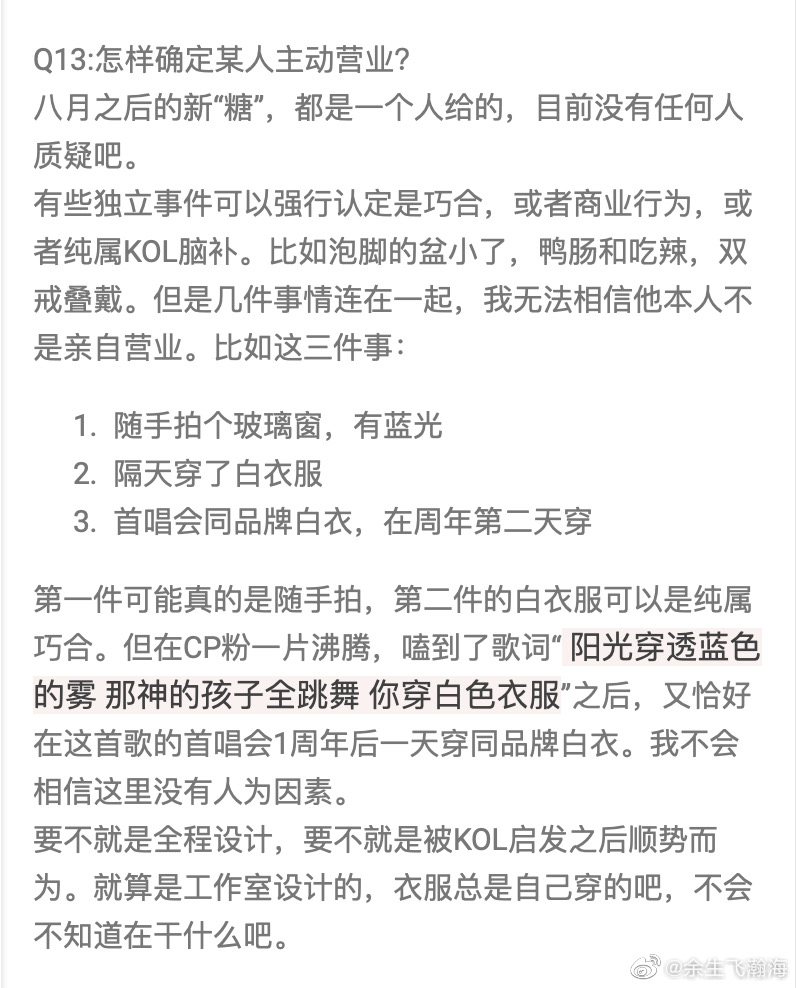 Q13:怎样确定某人主动营业?
八月之后的新“糖”，都是一个人给的，目前没有任何人
质疑吧。
有些独立事件可以强行认定是巧合，或者商业行为，或
者纯属KOL脑补。比如泡脚的盆小了，鸭肠和吃辣，双
戒叠戴。但是几件事情连在一起，我无法相信他本人不
是亲自营业。比如这三件事：
1. 随手拍个玻璃窗，有蓝光
2. 隔天穿了白衣服
3. 首唱会同品牌白衣，在周年第二天穿
第一件可能真的是随手拍，第二件的白衣服可以是纯属
巧合。但在CP粉一片沸腾，嗑到了歌词“ 阳光穿透蓝色
的雾 那神的孩子全跳舞 你穿白色衣服”之后，又恰好
在这首歌的首唱会1周年后一天穿同品牌白衣。我不会
相信这里没有人为因素。
要不就是全程设计，要不就是被KOL启发之后顺势而
为。就算是工作室设计的，衣服总是自己穿的吧，不会
不知道在干什么吧。
@余生飞瀚海